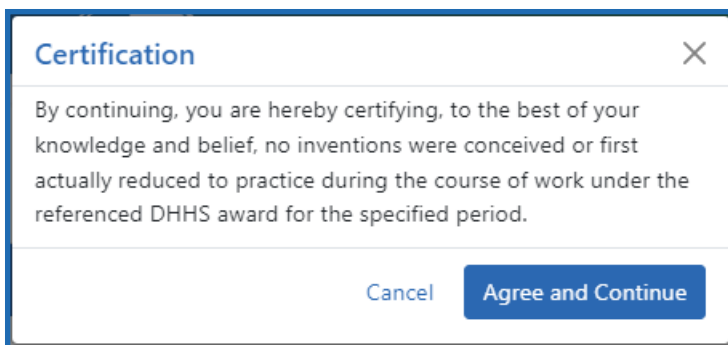 Certification
By continuing, you are hereby certifying, to the best of your
knowledge and belief, no inventions were conceived or first
actually reduced to practice during the course of work under the
referenced DHHS award for the specified period.
Cancel
Agree and Continue